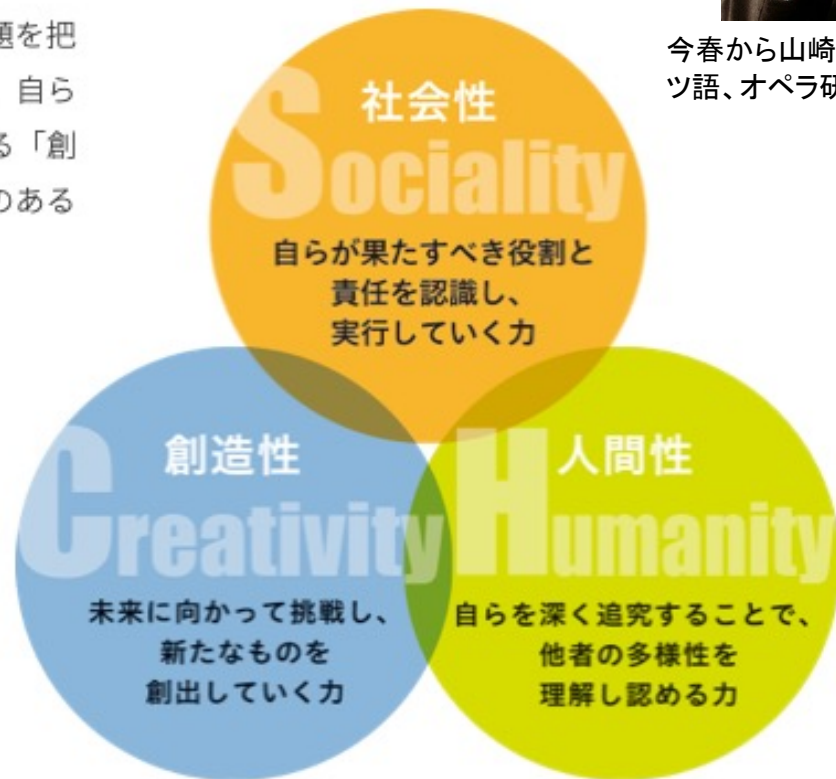 題を把
自ら
る「創
のある
今春から山崎
ツ語、オペラ研
社会性
Sociality
自らが果たすべき役割と
責任を認識し、
実行していく力
創造性
Creativity
未来に向かって挑戦し、
新たなものを
創出していく力
人間性
Humanity
自らを深く追究することで、
他者の多様性を
理解し認める力